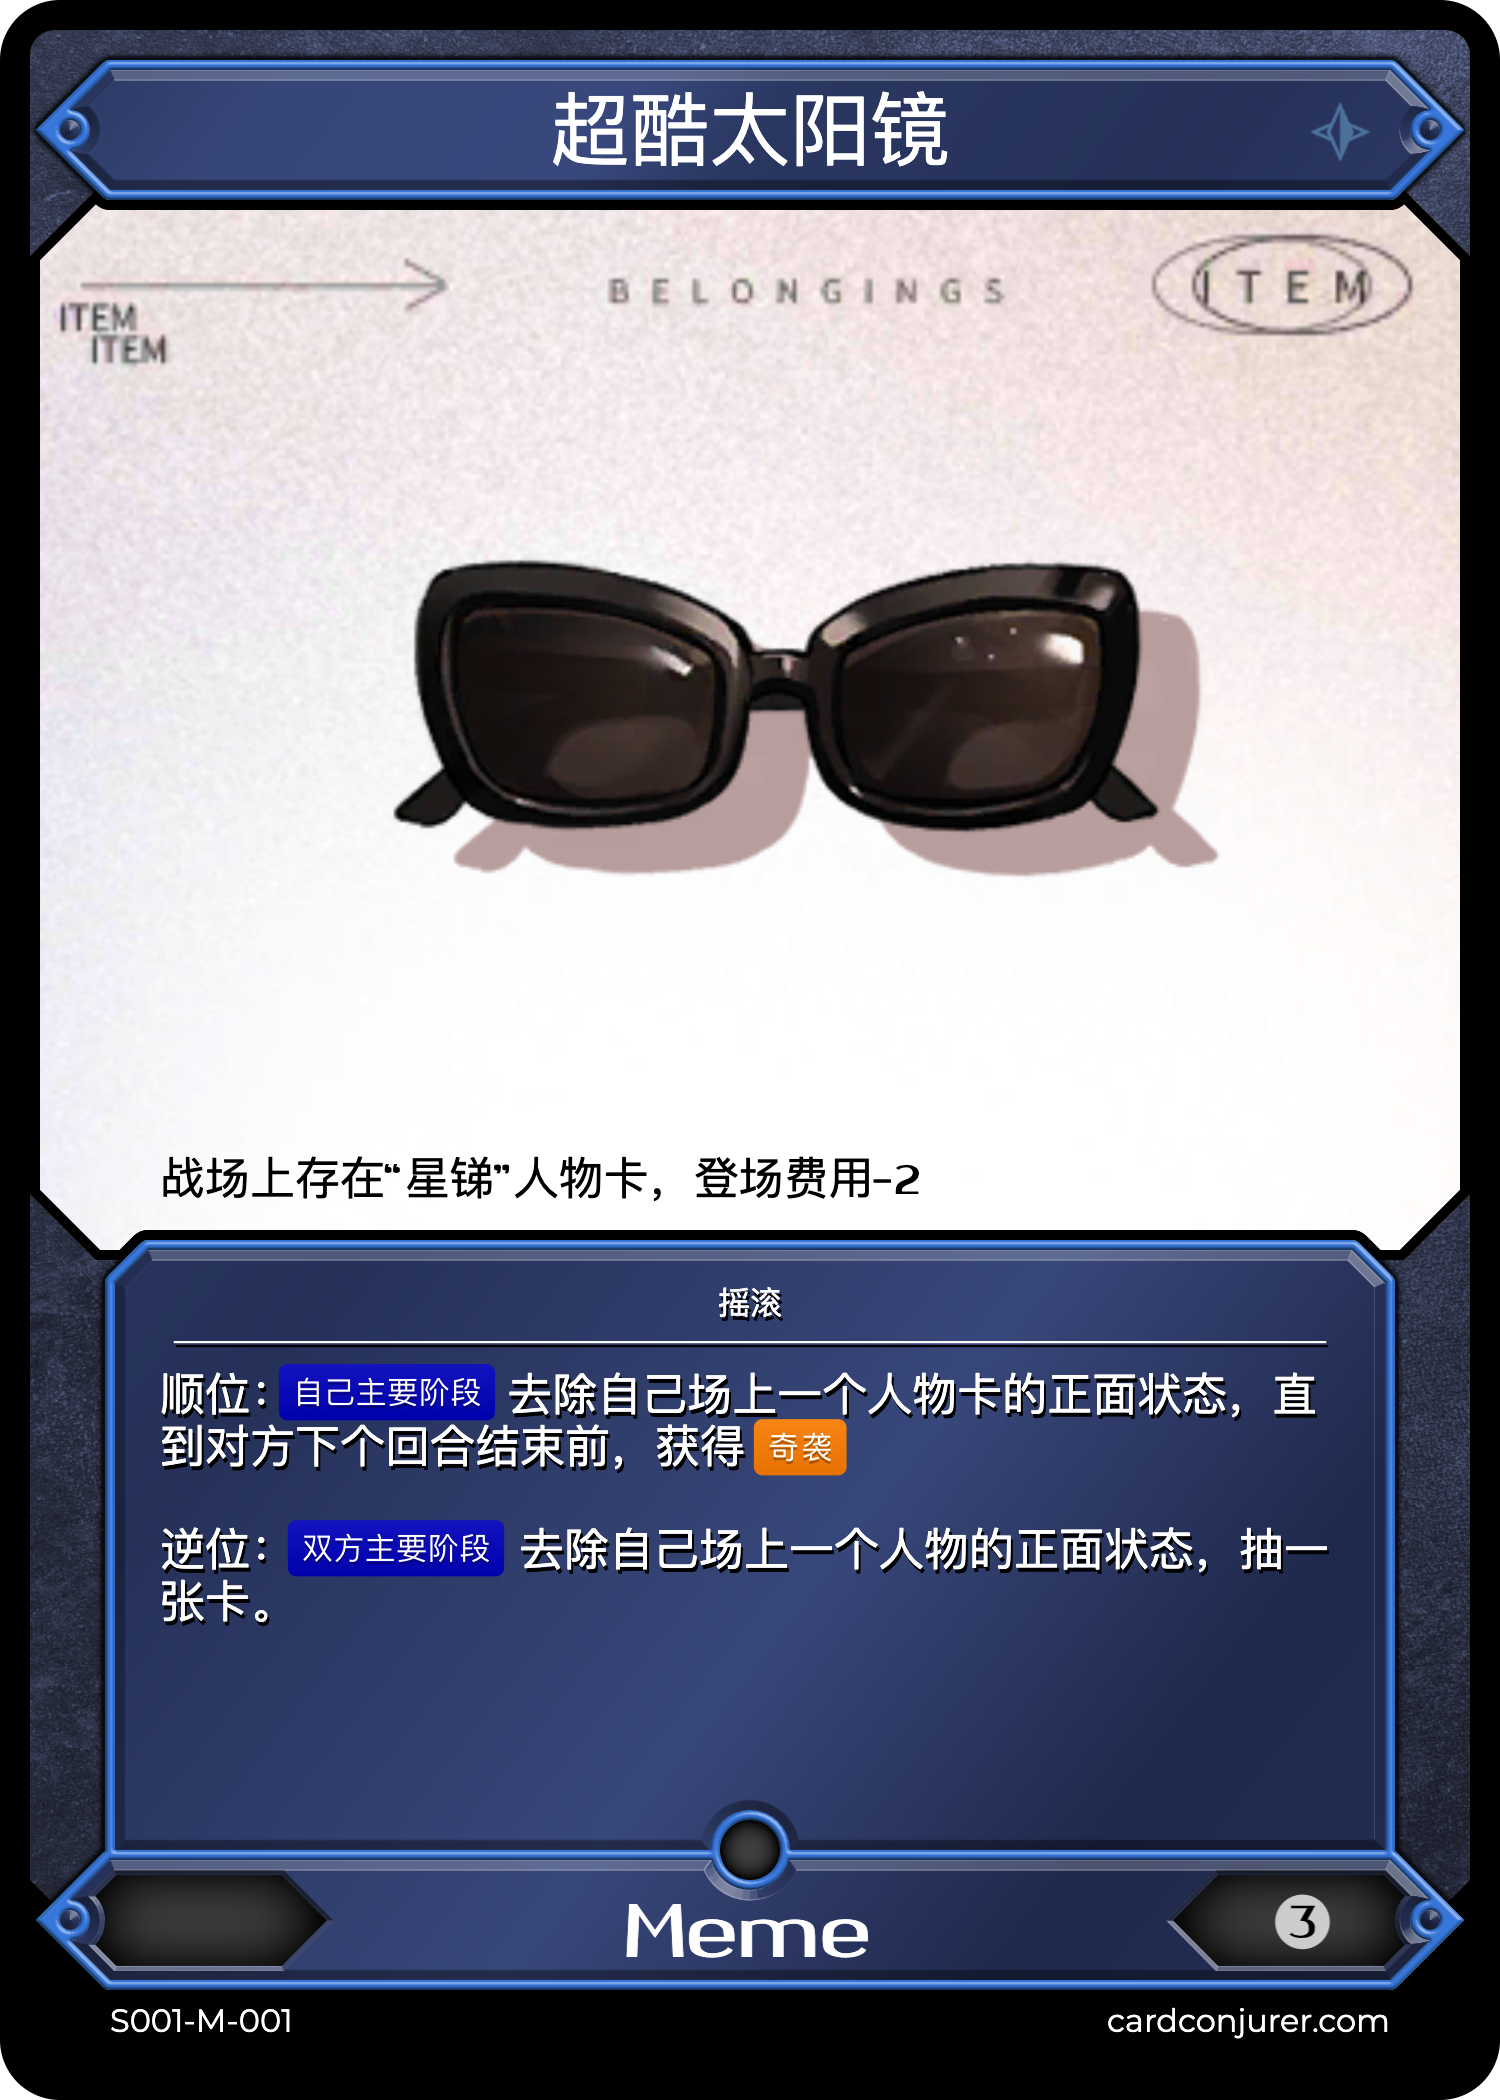 超酷太阳镜
ITEM
ITEM
BELONGINGS
ITEM
战场上存在“星锑”人物卡，登场费用-2
摇滚
顺位：自己主要阶段 去除自己场上一个人物卡的正面状态，直
到对方下个回合结束前，获得 奇袭
逆位：双方主要阶段 去除自己场上一个人物的正面状态，抽一
张卡。
Meme
3
S001-M-001
cardconjurer.com